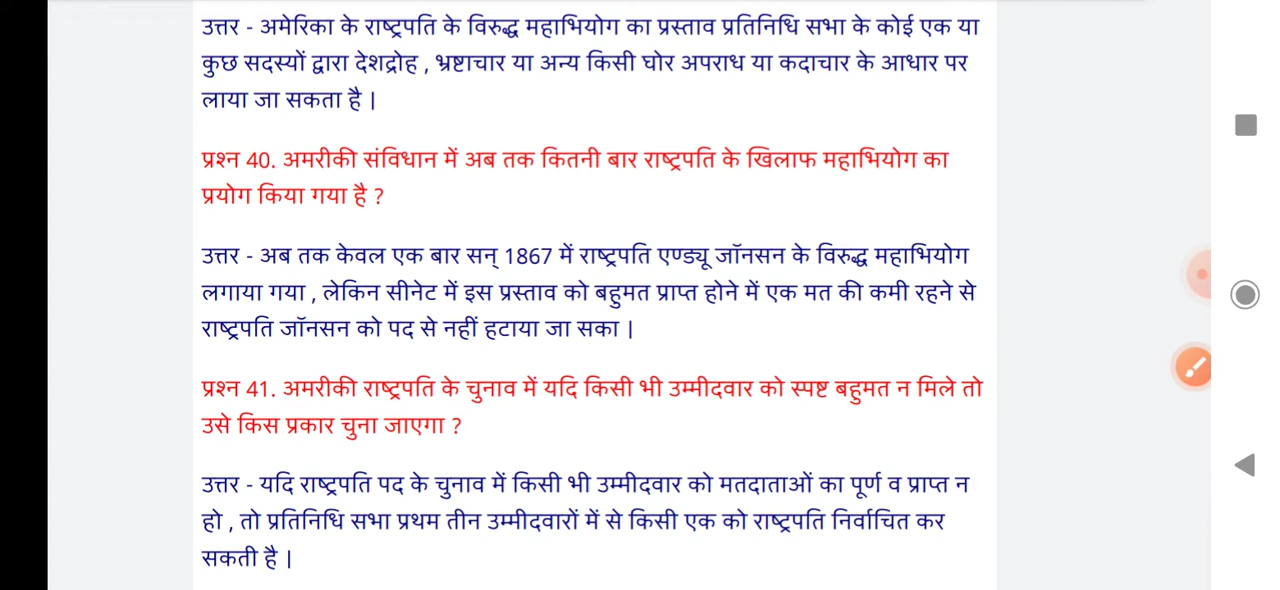 उत्तर - अमेरिका के राष्ट्रपति के विरुद्ध महाभियोग का प्रस्ताव प्रतिनिधि सभा के कोई एक या
कुछ सदस्यों द्वारा देशद्रोह , भ्रष्टाचार या अन्य किसी घोर अपराध या कदाचार के आधार पर
लाया जा सकता है |
प्रश्न 40. अमरीकी संविधान में अब तक कितनी बार राष्ट्रपति के खिलाफ महाभियोग का
प्रयोग किया गया है ?
उत्तर - अब तक केवल एक बार सन् 1867 में राष्ट्रपति एण्ड्यू जॉनसन के विरुद्ध महाभियोग
लगाया गया , लेकिन सीनेट में इस प्रस्ताव को बहुमत प्राप्त होने में एक मत की कमी रहने से
राष्ट्रपति जॉनसन को पद से नहीं हटाया जा सका |
प्रश्न 41. अमरीकी राष्ट्रपति के चुनाव में यदि किसी भी उम्मीदवार को स्पष्ट बहुमत न मिले तो
उसे किस प्रकार चुना जाएगा ?
उत्तर - यदि राष्ट्रपति पद के चुनाव में किसी भी उम्मीदवार को मतदाताओं का पूर्ण व प्राप्त न
हो , तो प्रतिनिधि सभा प्रथम तीन उम्मीदवारों में से किसी एक को राष्ट्रपति निर्वाचित कर
सकती है |